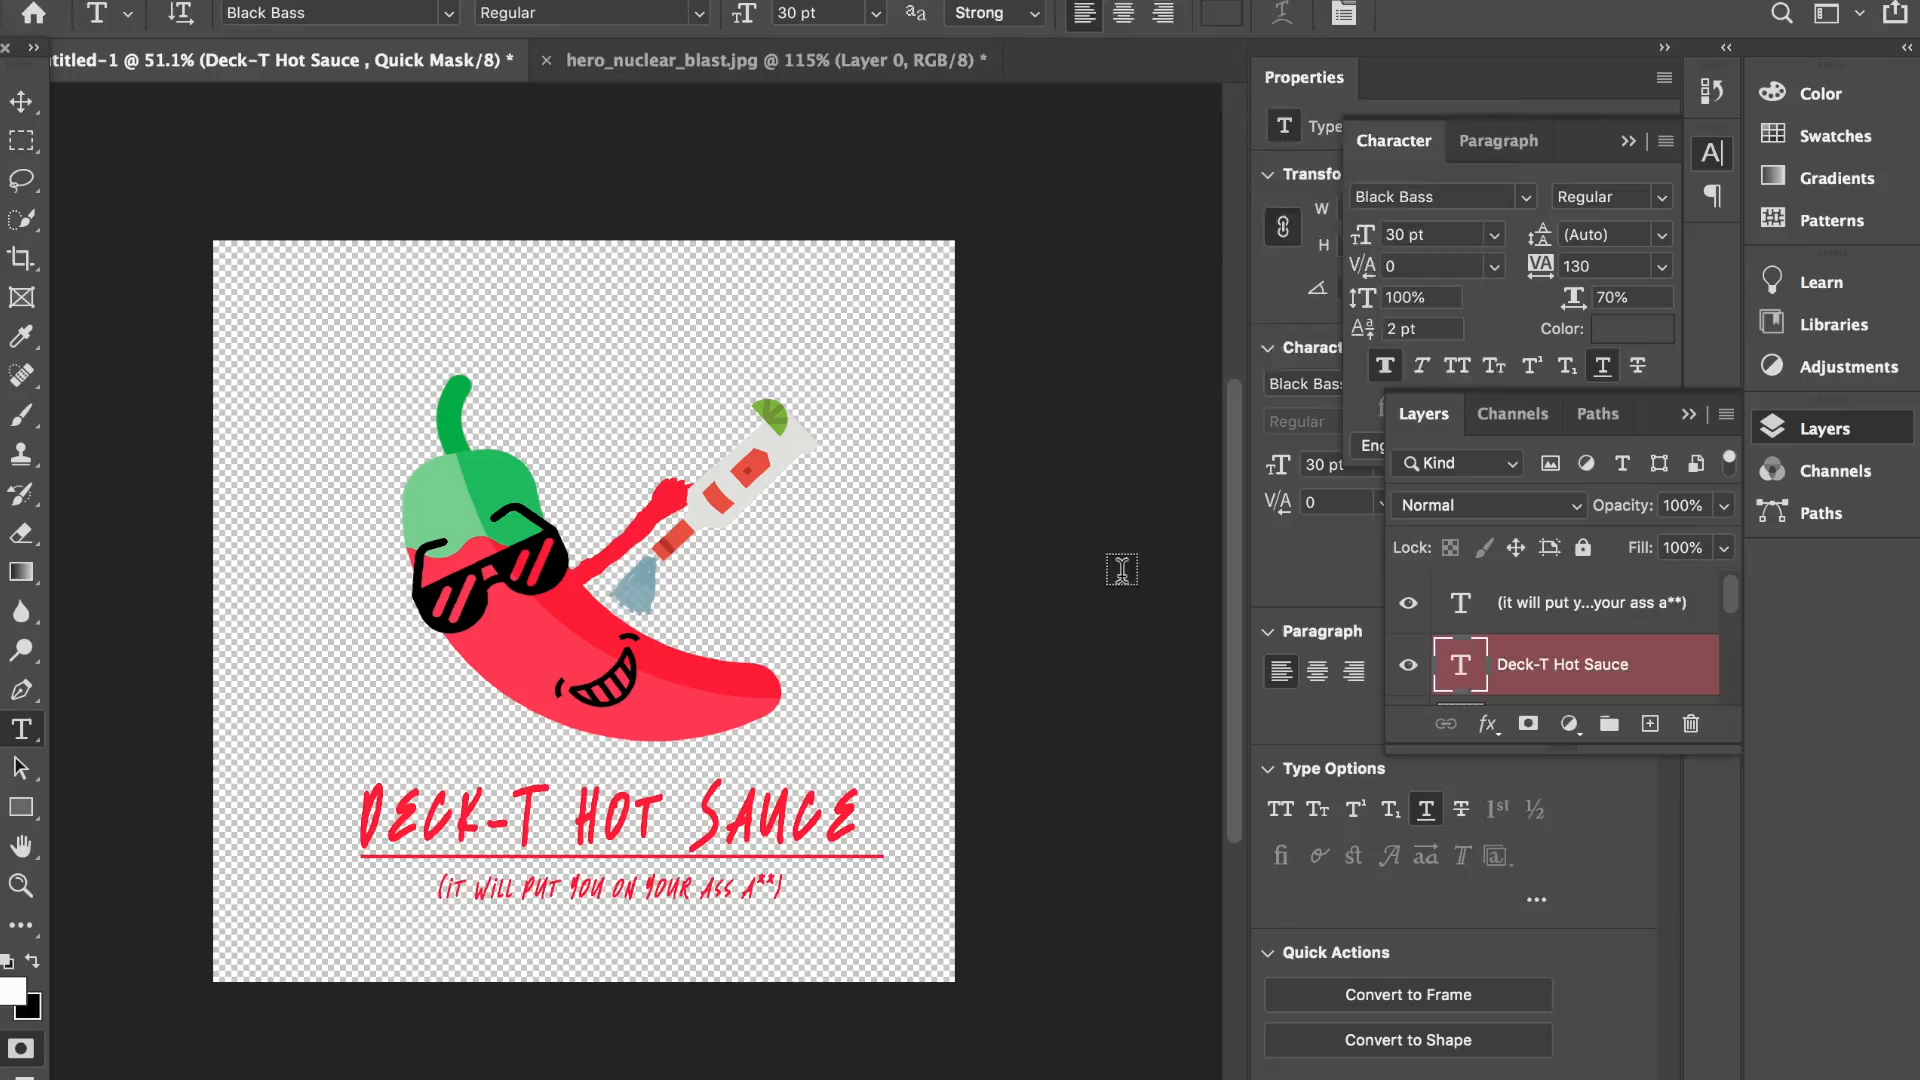 Black Bass
Regular
30 pt
Strong
titled-1 @ 51.1% (Deck-T Hot Sauce , Quick Mask/8) *
hero_nuclear_blast.jpg @ 115% (Layer 0, RGB/8) *
Properties
Type
Character
Paragraph
Transfo
W
H
Black Bass
Regular
30 pt
(Auto)
0
130
100%
70%
2 pt
Color:
Charact
Black Bas
Regular
30 pt
0
Eng
Layers
Channels
Paths
Kind
Normal
Opacity: 100%
Lock:
Fill: 100%
(it will put y...your ass a**)
Deck-T Hot Sauce
Paragraph
Type Options
Quick Actions
Convert to Frame
Convert to Shape
Color
Swatches
Gradients
Patterns
Learn
Libraries
Adjustments
Layers
Channels
Paths
Deck-T Hot Sauce
(it will put you on your ass a**)